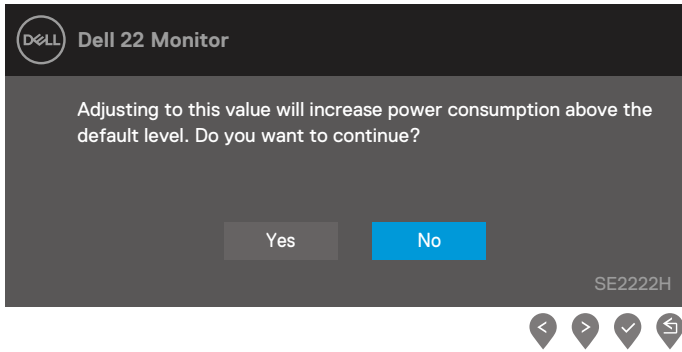 DELL Dell 22 Monitor
Adjusting to this value will increase power consumption above the
default level. Do you want to continue?
Yes No
SE2222H